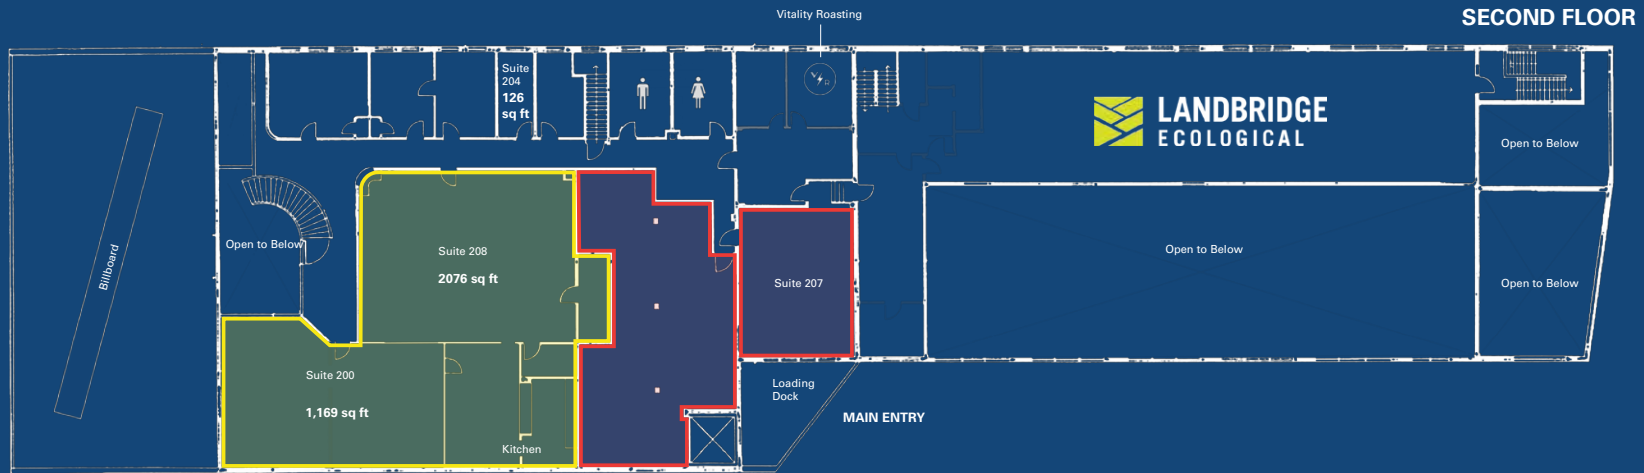 Vitality Roasting
SECOND FLOOR
Suite
204
126
sq ft
V R
LANDBRIDGE
ECOLOGICAL
Open to Below
Billboard
Open to Below
Suite 208
2076 sq ft
Suite 207
Open to Below
Open to Below
Suite 200
1,169 sq ft
Kitchen
Loading
Dock
MAIN ENTRY